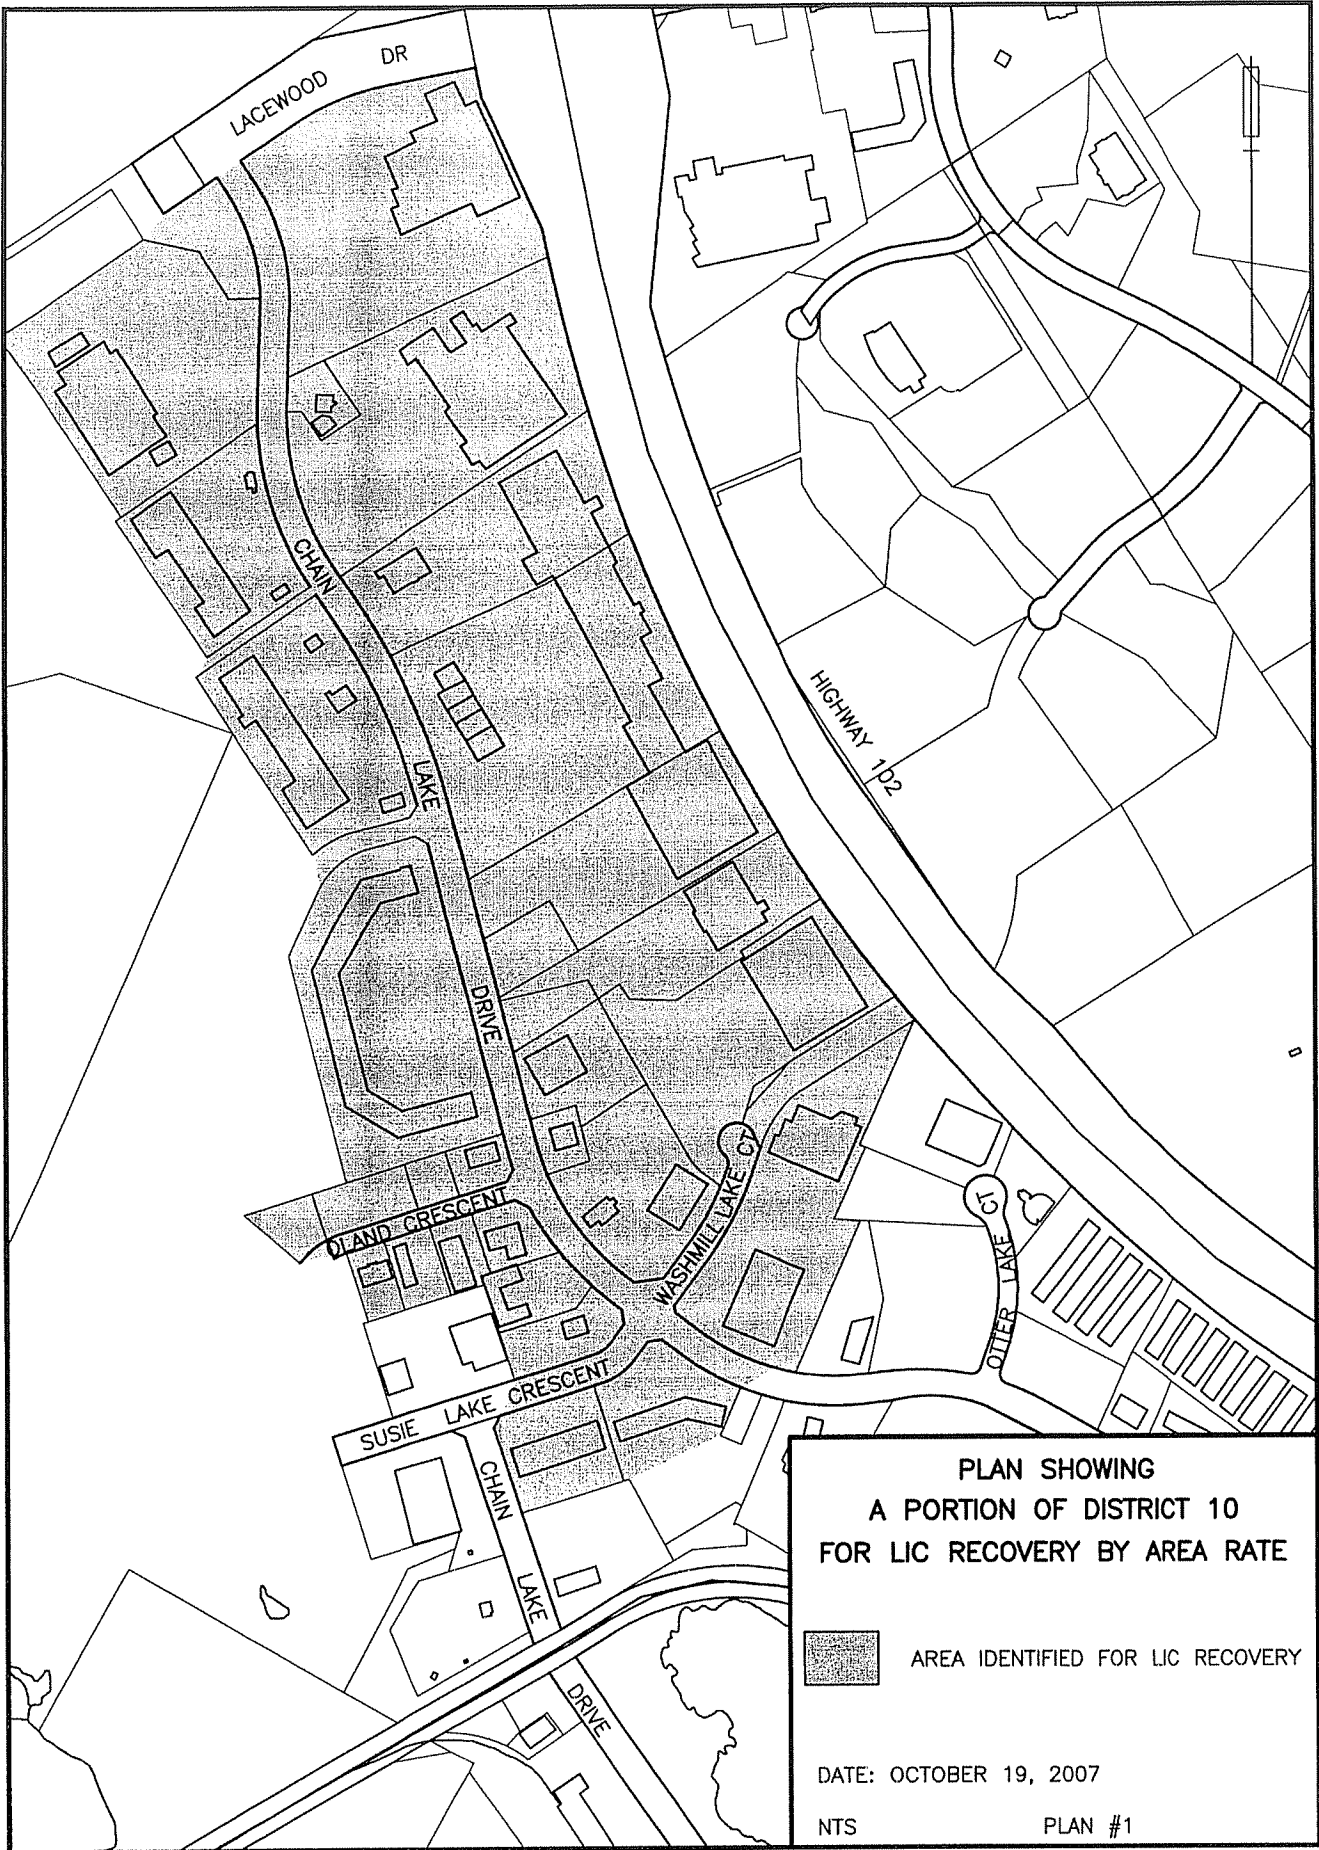 LACEWOOD DR
CHAIN
LAKE
DRIVE
HIGHWAY 102
OLAND CRESCENT
WASHMILL LAKE CT
OTTER LAKE CT
SUSIE LAKE CRESCENT
CHAIN
LAKE
DRIVE
PLAN SHOWING
A PORTION OF DISTRICT 10
FOR LIC RECOVERY BY AREA RATE
AREA IDENTIFIED FOR LIC RECOVERY
DATE: OCTOBER 19, 2007
NTS PLAN #1